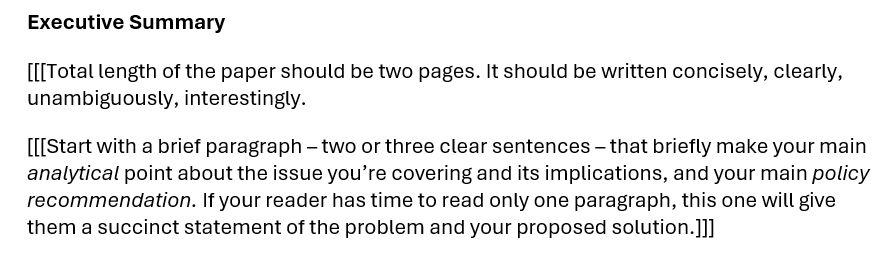 Executive Summary
[[[Total length of the paper should be two pages. It should be written concisely, clearly,
unambiguously, interestingly.
[[[Start with a brief paragraph – two or three clear sentences – that briefly make your main
analytical point about the issue you’re covering and its implications, and your main policy
recommendation. If your reader has time to read only one paragraph, this one will give
them a succinct statement of the problem and your proposed solution.]]]